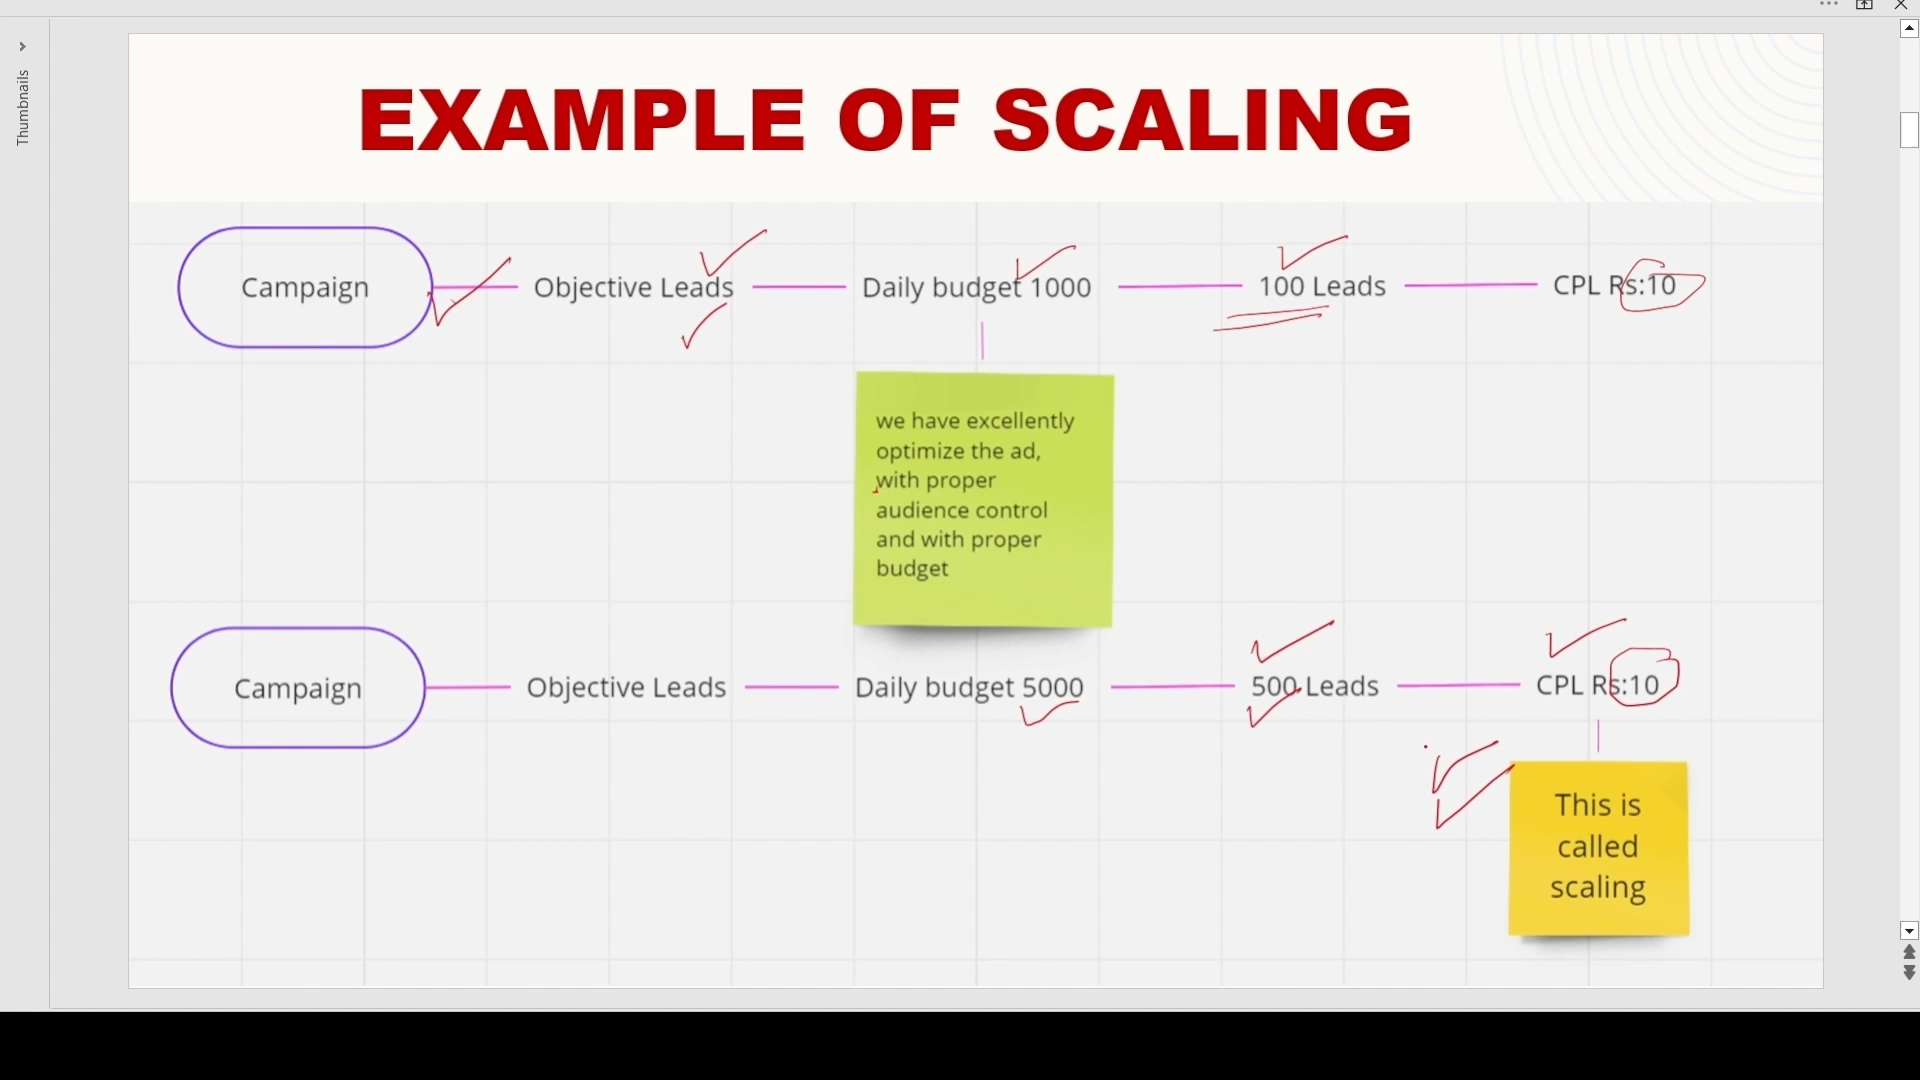 Thumbnails
EXAMPLE OF SCALING
Campaign
Objective Leads
Daily budget 1000
100 Leads
CPL Rs:10
we have excellently
optimize the ad,
with proper
audience control
and with proper
budget
Campaign
Objective Leads
Daily budget 5000
500 Leads
CPL Rs:10
This is
called
scaling